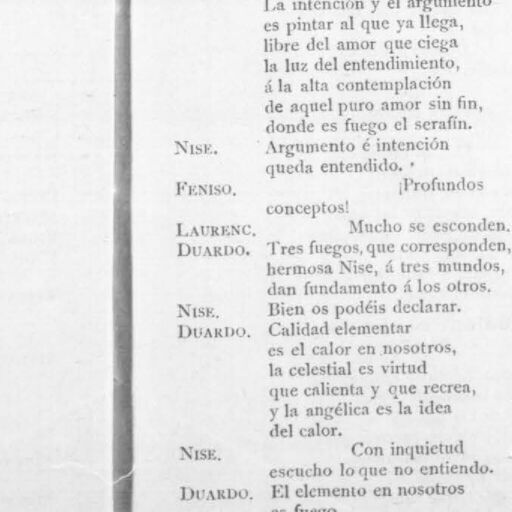 La intención y el argumento
es pintar al que ya llega,
libre del amor que ciega
la luz del entendimiento,
á la alta contemplación
de aquel puro amor sin fin,
donde es fuego el serafín.
NISE. Argumento é intención
queda entendido.
FENISO. ¡Profundos
conceptos!
LAURENC. Mucho se esconden.
DUARDO. Tres fuegos, que corresponden,
hermosa Nise, á tres mundos,
dan fundamento á los otros.
NISE. Bien os podéis declarar.
DUARDO. Calidad elementar
es el calor en nosotros,
la celestial es virtud
que calienta y que recrea,
y la angélica es la idea
del calor.
NISE. Con inquietud
escucho lo que no entiendo.
DUARDO. El elemento en nosotros
es fuego